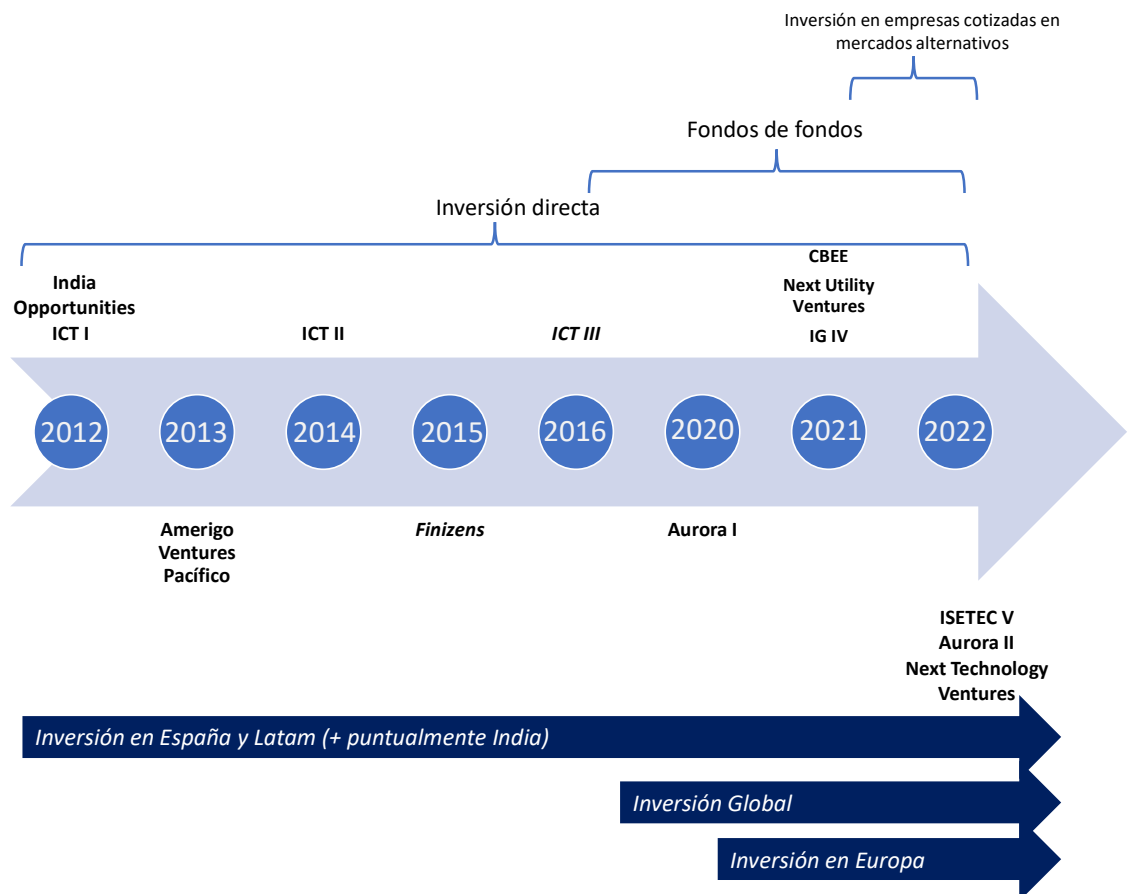 Inversión en empresas cotizadas en
mercados alternativos
Fondos de fondos
Inversión directa
India
Opportunities
ICT I
ICT II
ICT III
CBEE
Next Utility
Ventures
IG IV
2012
2013
2014
2015
2016
2020
2021
2022
Amerigo
Ventures
Pacífico
Finizens
Aurora I
ISETEC V
Aurora II
Next Technology
Ventures
Inversión en España y Latam (+ puntualmente India)
Inversión Global
Inversión en Europa